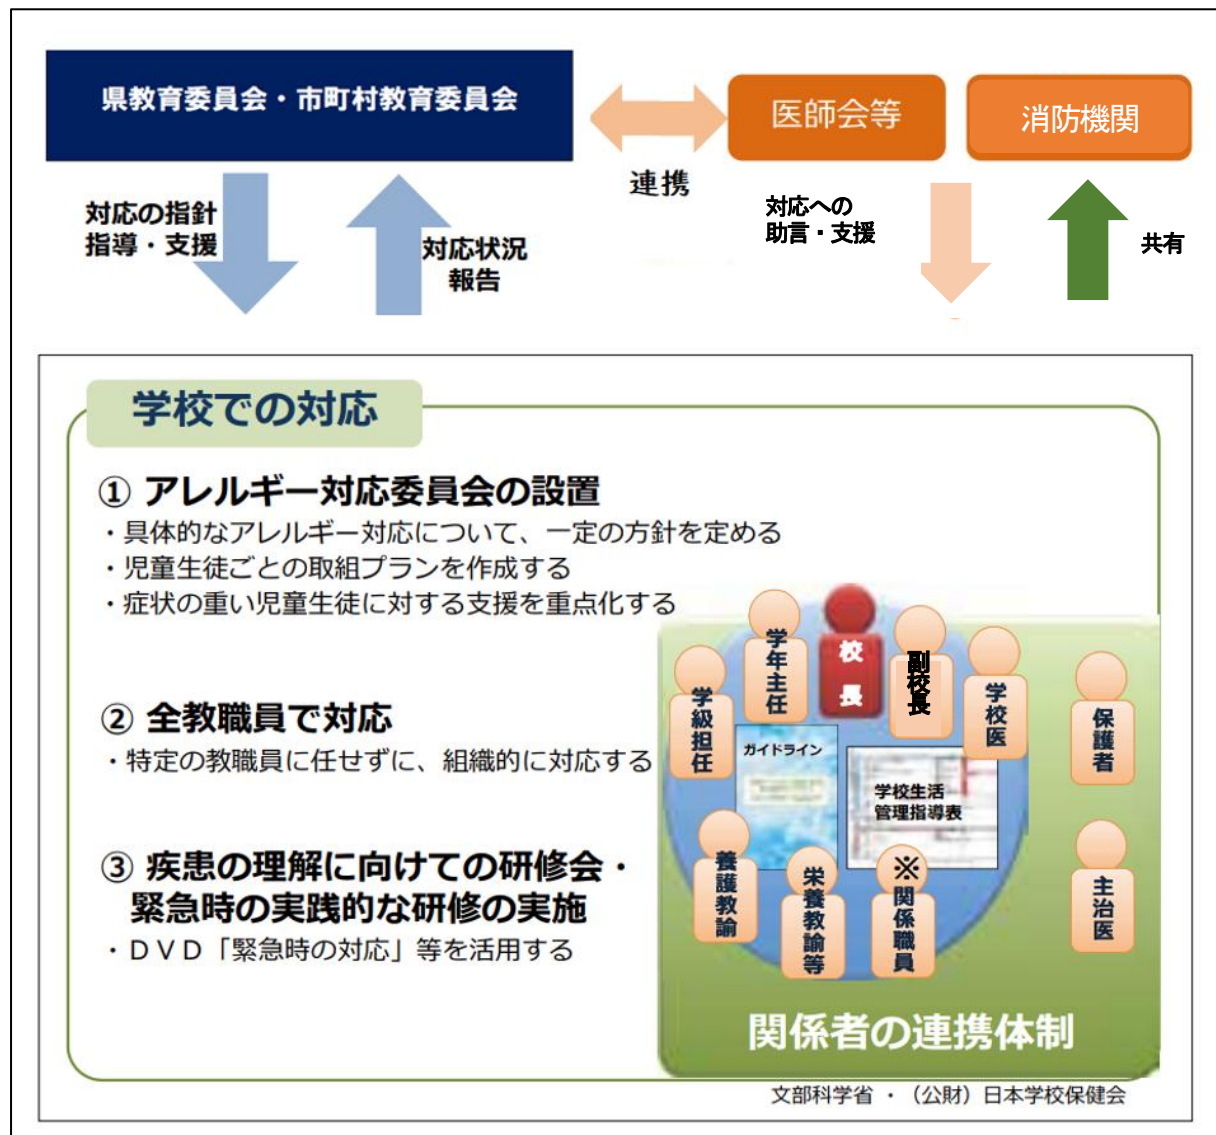 県教育委員会・市町村教育委員会
医師会等
消防機関
連携
対応の指針
指導・支援
対応状況
報告
対応への
助言・支援
共有
学校での対応
① アレルギー対応委員会の設置
・具体的なアレルギー対応について、一定の方針を定める
・児童生徒ごとの取組プランを作成する
・症状の重い児童生徒に対する支援を重点化する
② 全教職員で対応
・特定の教職員に任せずに、組織的に対応する
③ 疾患の理解に向けての研修会・
緊急時の実践的な研修の実施
・ＤＶＤ「緊急時の対応」等を活用する
学級担任
学年主任
校長
副校長
学校医
保護者
ガイドライン
学校生活
管理指導表
養護教諭
栄養教諭等
※関係職員
主治医
関係者の連携体制
文部科学省 ・（公財）日本学校保健会